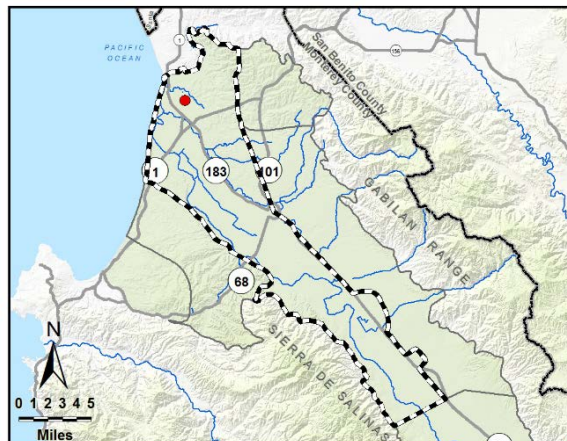 PACIFIC
OCEAN
1
156
San Benito County
Monterey County
1
183
101
GABILAN RANGE
68
SIERRA DE SALINAS
N
0 1 2 3 4 5
Miles